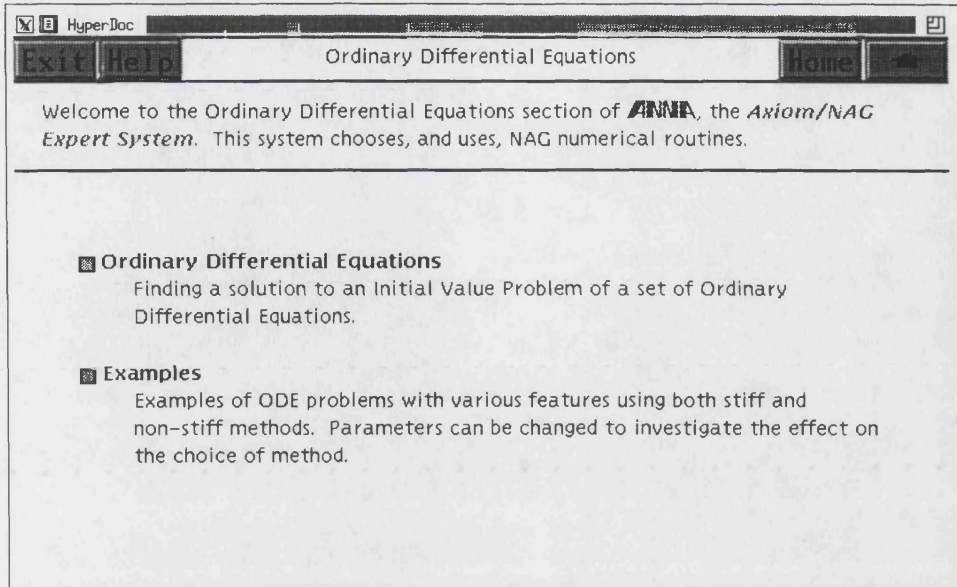 HyperDoc
Exit Help Ordinary Differential Equations Home
Welcome to the Ordinary Differential Equations section of ANNA, the Axiom/NAG
Expert System. This system chooses, and uses, NAG numerical routines.
Ordinary Differential Equations
Finding a solution to an Initial Value Problem of a set of Ordinary
Differential Equations.
Examples
Examples of ODE problems with various features using both stiff and
non-stiff methods. Parameters can be changed to investigate the effect on
the choice of method.